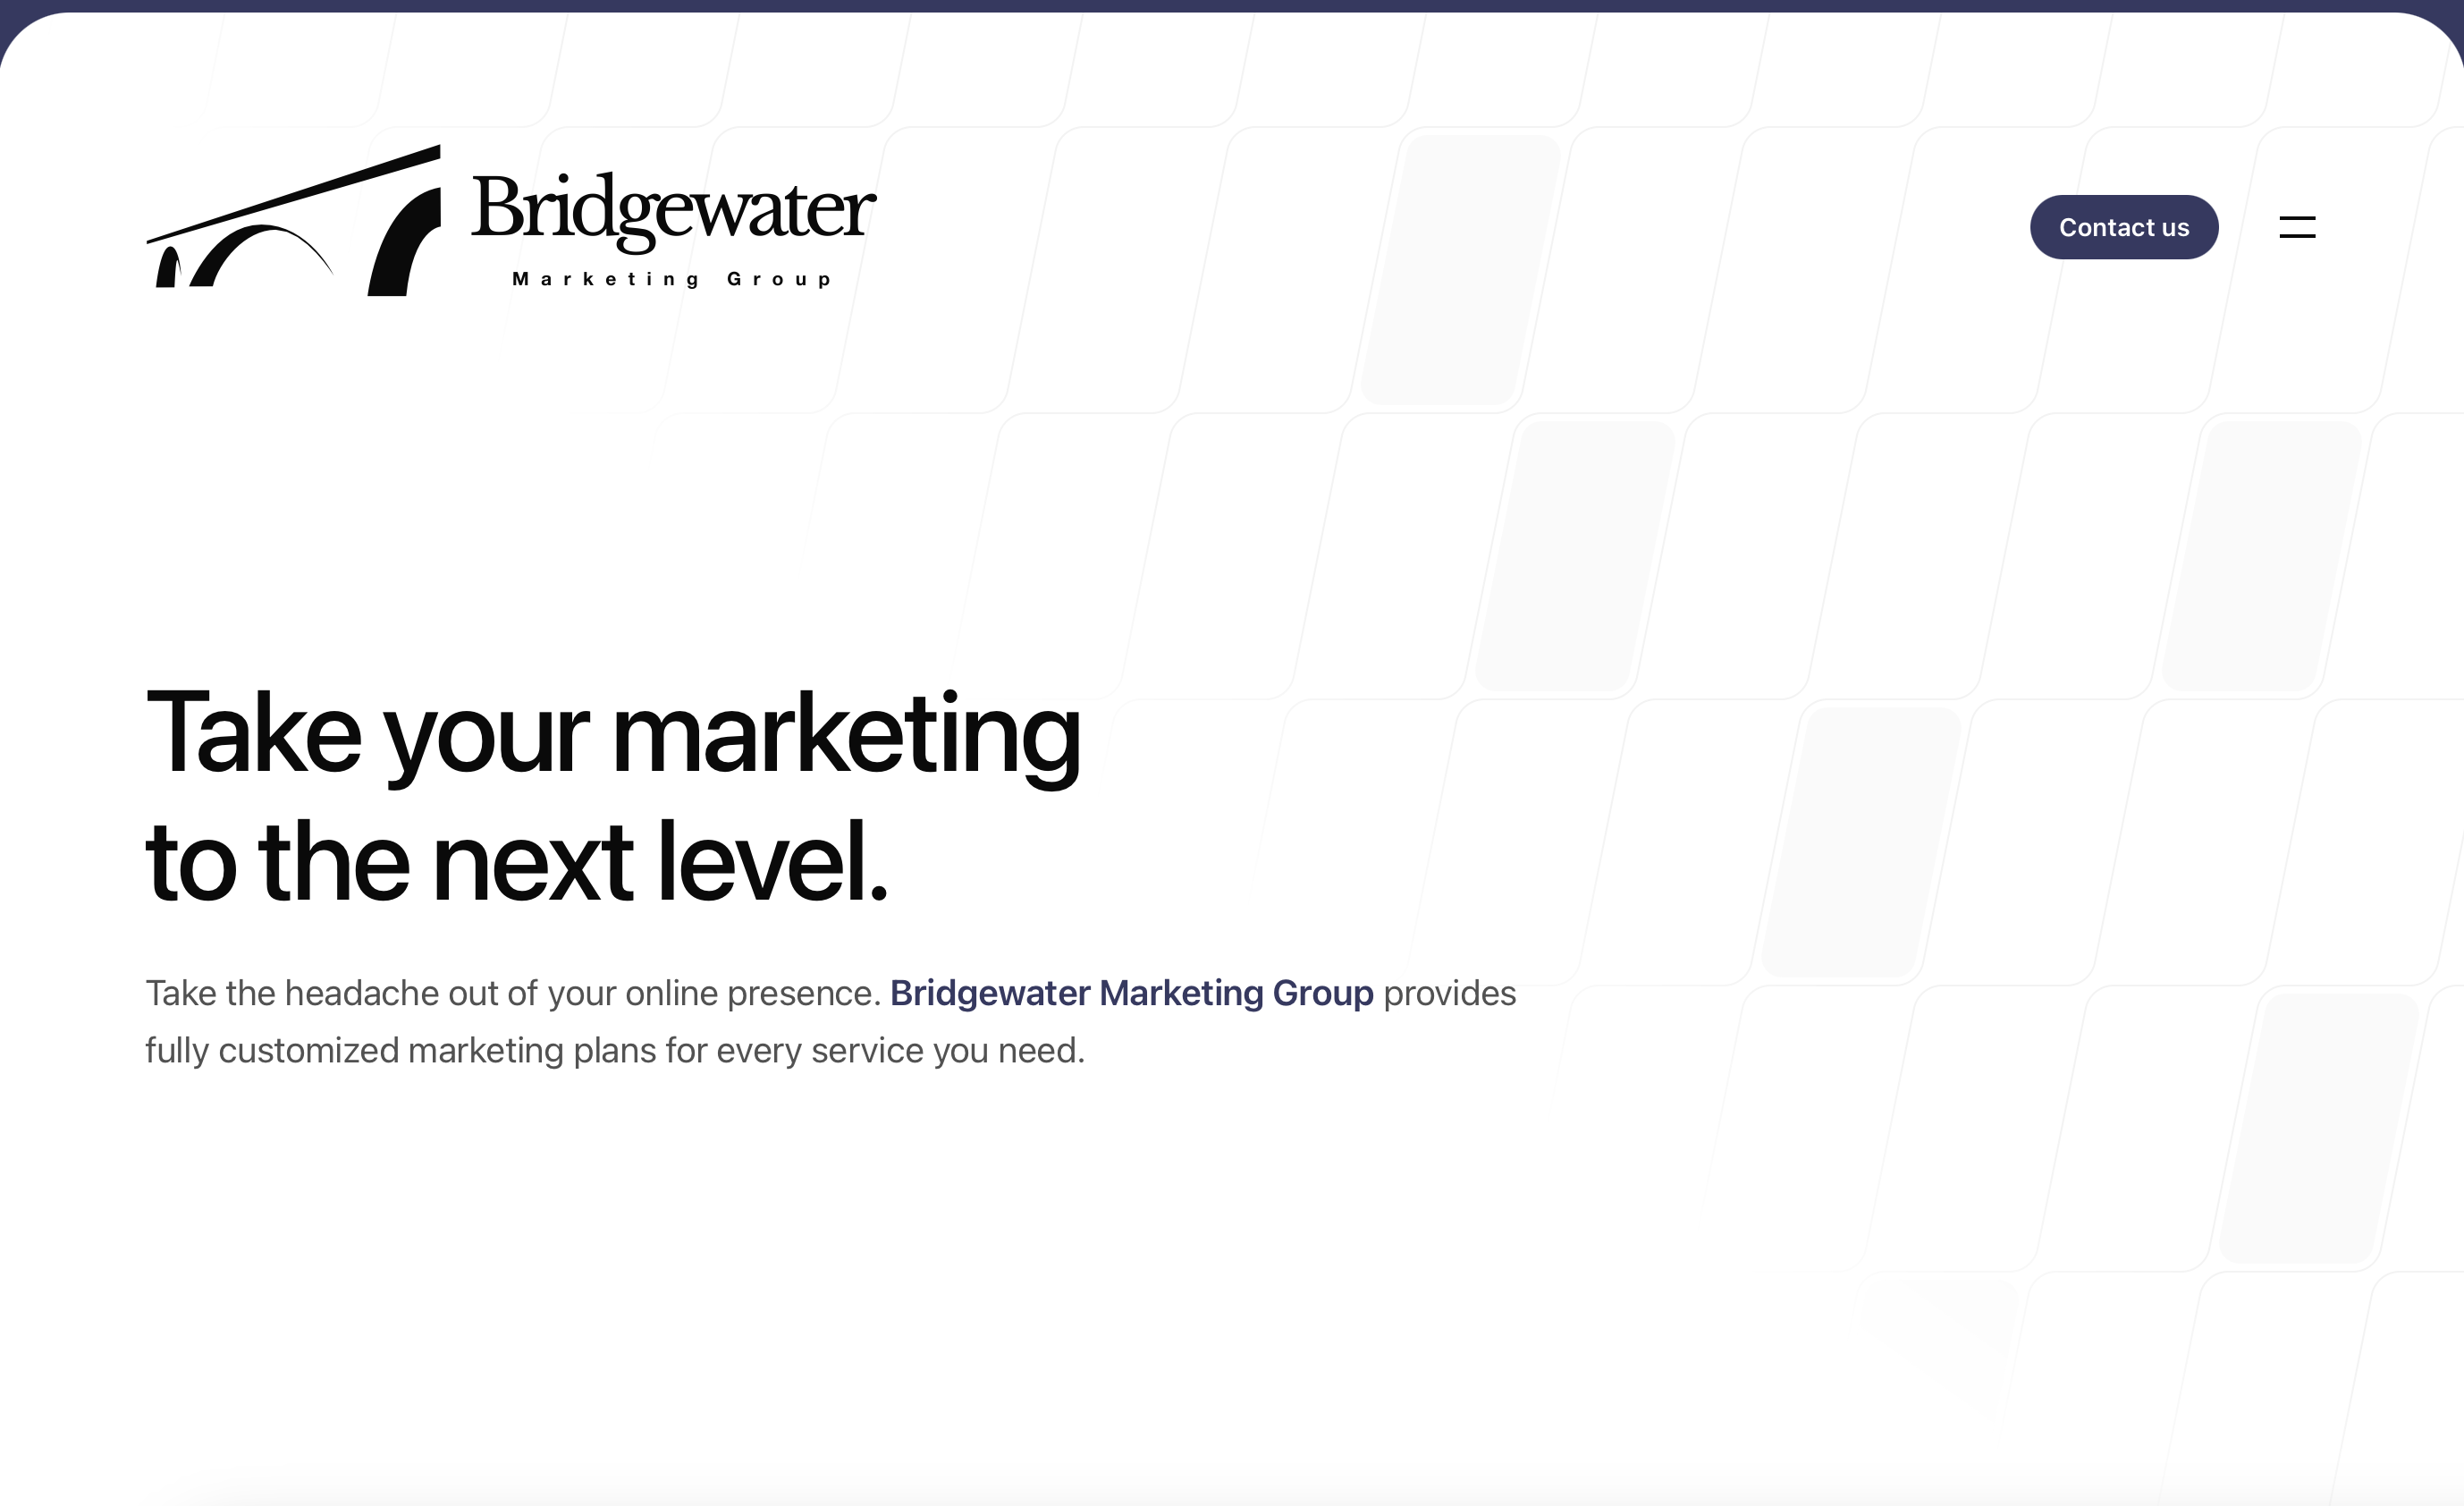 Bridgewater
Marketing Group
Contact us
Take your marketing
to the next level.
Take the headache out of your online presence. Bridgewater Marketing Group provides
fully customized marketing plans for every service you need.